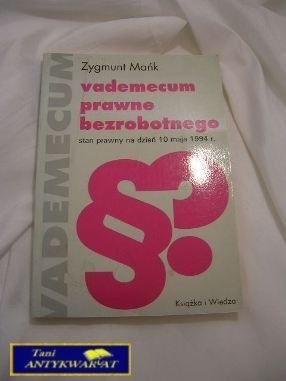 Zygmunt Mańk
vademecum
prawne
bezrobotnego
stan prawny na dzień 10 maja 1994 r.
VADEMECUM
§?
Książka i Wiedza
Tani
ANTYKWARIAT